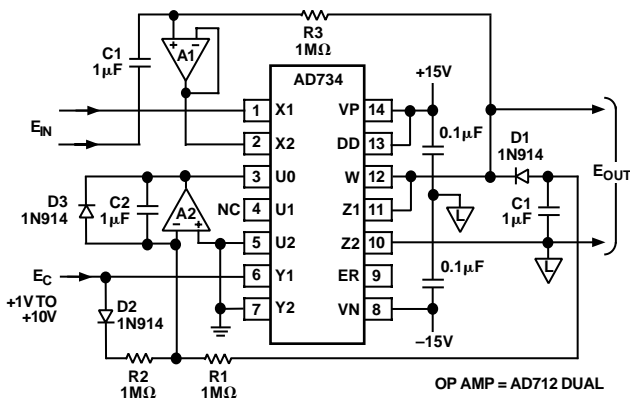 R3
1MΩ
C1
1µF
+
–
A1
+15V
AD734
EIN
1 X1 VP 14
2 X2 DD 13
0.1µF
D1
1N914
3 U0 W 12
EOUT
D3
1N914
C2
1µF
A2
–
+
NC 4 U1 Z1 11
C1
1µF
L
5 U2 Z2 10
L
EC
6 Y1 ER 9
0.1µF
+1V TO
+10V
D2
1N914
7 Y2 VN 8
–15V
R2
1MΩ
R1
1MΩ
OP AMP = AD712 DUAL